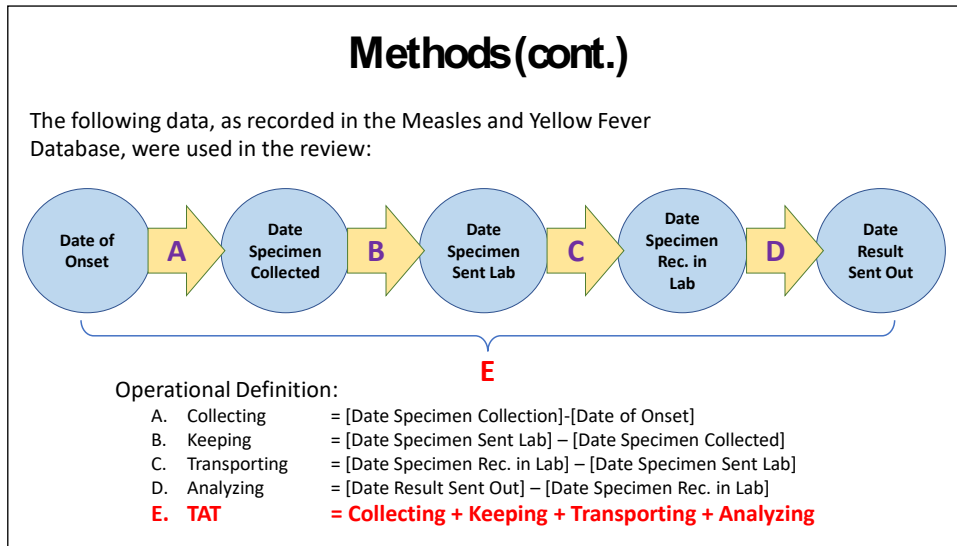 Methods (cont.)
The following data, as recorded in the Measles and Yellow Fever
Database, were used in the review:
Date of
Onset
A
Date
Specimen
Collected
B
Date
Specimen
Sent Lab
C
Date
Specimen
Rec. in
Lab
D
Date
Result
Sent Out
E
Operational Definition:
A. Collecting = [Date Specimen Collection]-[Date of Onset]
B. Keeping = [Date Specimen Sent Lab] – [Date Specimen Collected]
C. Transporting = [Date Specimen Rec. in Lab] – [Date Specimen Sent Lab]
D. Analyzing = [Date Result Sent Out] – [Date Specimen Rec. in Lab]
E. TAT = Collecting + Keeping + Transporting + Analyzing